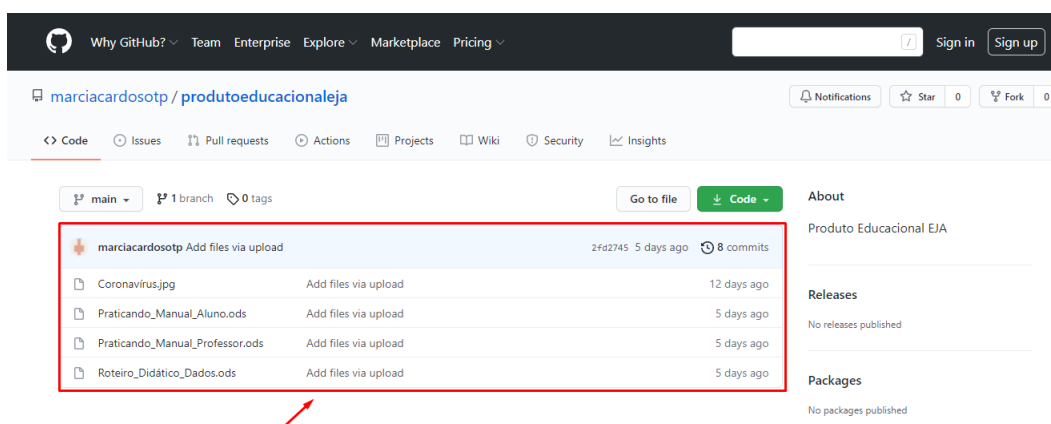 Why GitHub? Team Enterprise Explore Marketplace Pricing / Sign in Sign up
marciacardosotp / produtoeducacionaleja Notifications Star 0 Fork 0
<> Code Issues Pull requests Actions Projects Wiki Security Insights
main 1 branch 0 tags Go to file Code
About
Produto Educacional EJA
marciacardosotp Add files via upload 2fd2745 5 days ago 8 commits
Coronavírus.jpg Add files via upload 12 days ago
Praticando_Manual_Aluno.ods Add files via upload 5 days ago
Praticando_Manual_Professor.ods Add files via upload 5 days ago
Roteiro_Didático_Dados.ods Add files via upload 5 days ago
Releases
No releases published
Packages
No packages published